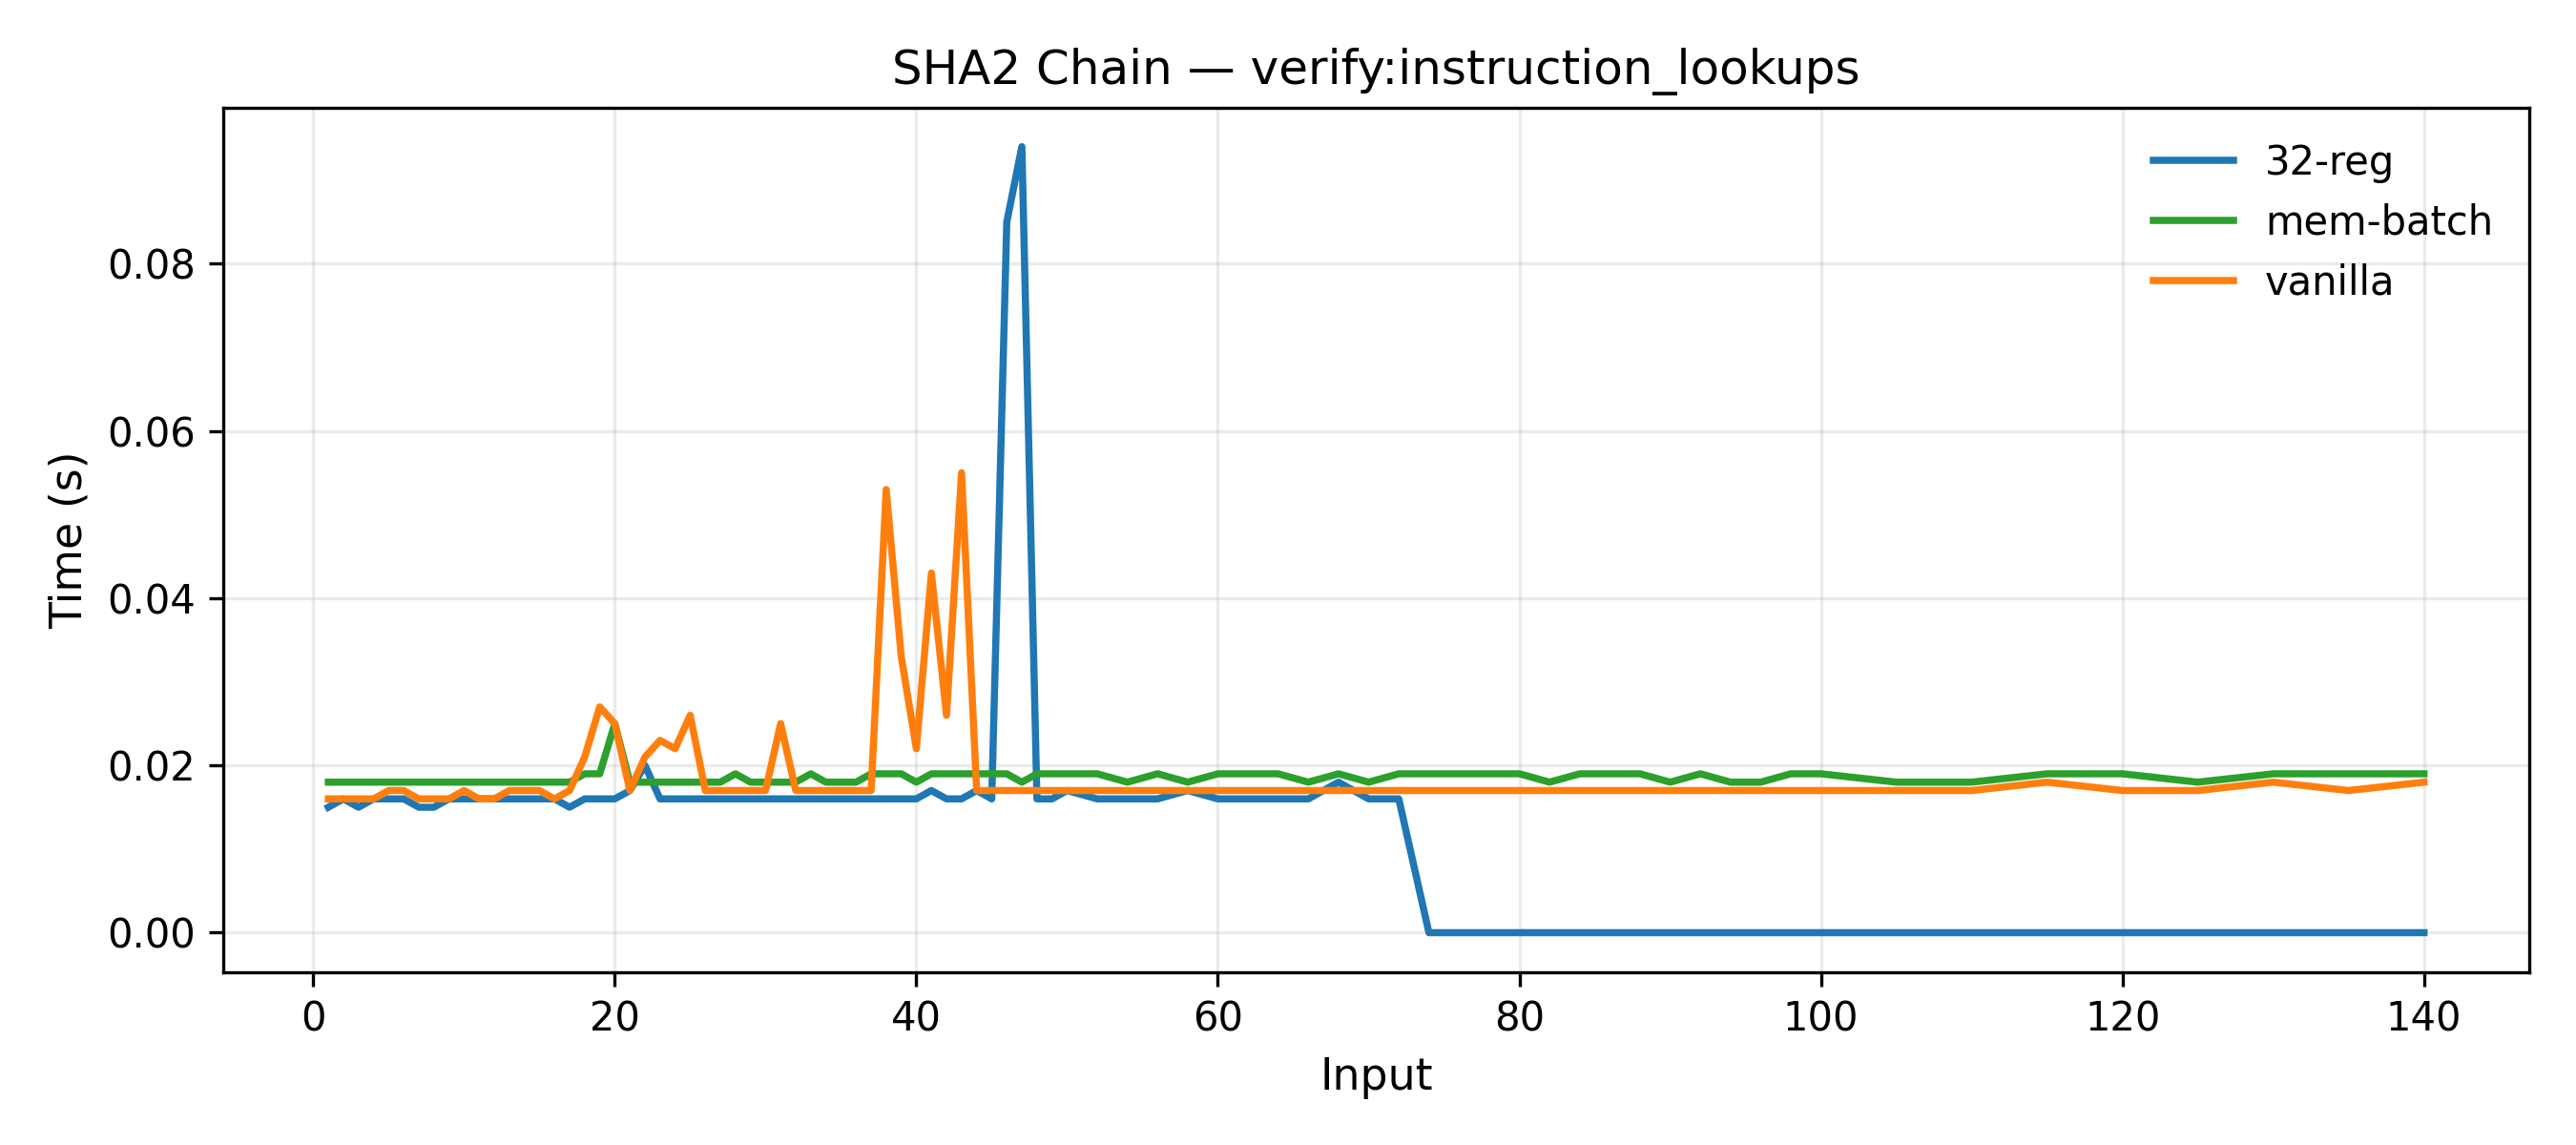 SHA2 Chain — verify:instruction_lookups
32-reg
mem-batch
vanilla
Time (s)
0.08
0.06
0.04
0.02
0.00
0 20 40 60 80 100 120 140
Input